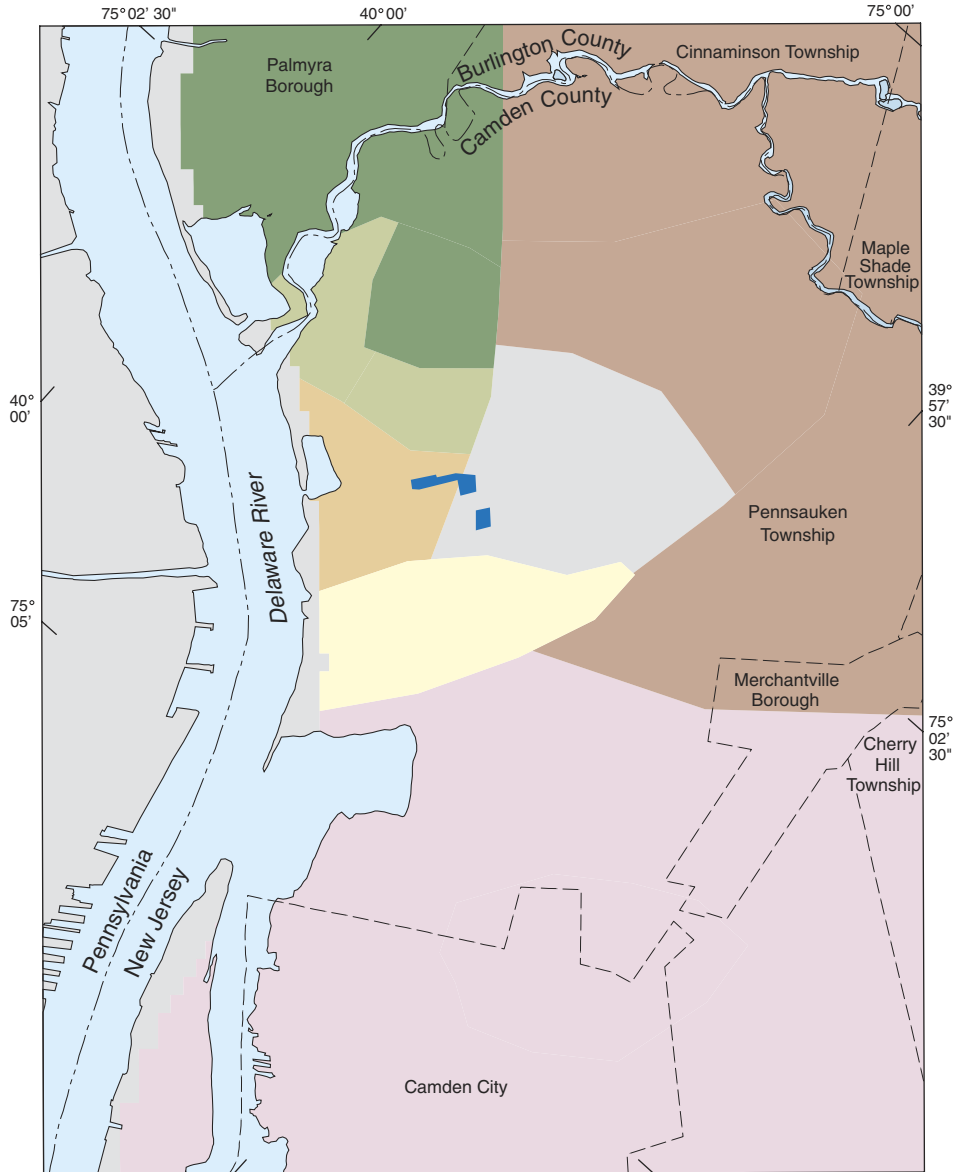 75°02' 30"
40°00'
75°00'
Burlington County
Cinnaminson Township
Palmyra
Borough
Camden County
Maple
Shade
Township
40°
00'
39°
57'
30"
Delaware River
Pennsauken
Township
75°
05'
Merchantville
Borough
75°
02'
30"
Cherry
Hill
Township
Pennsylvania
New Jersey
Camden City